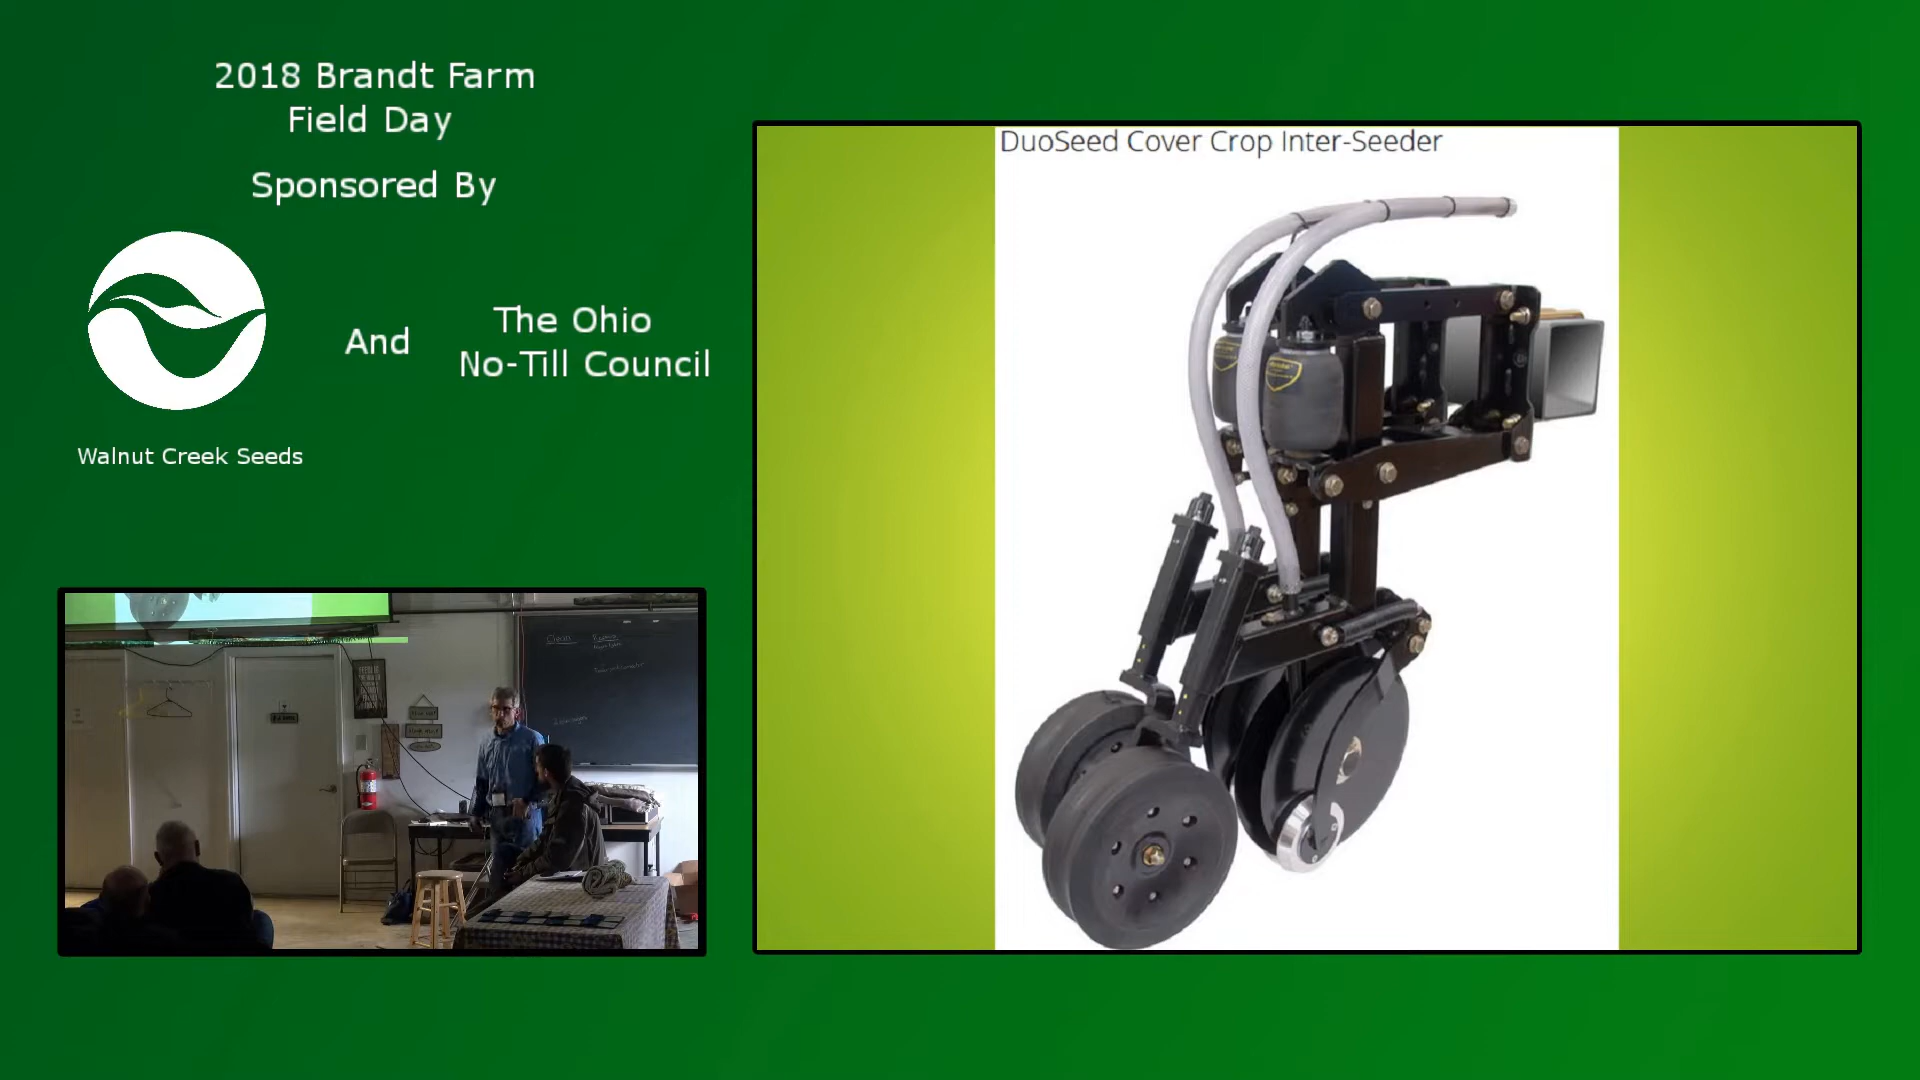 2018 Brandt Farm
Field Day
Sponsored By
And
The Ohio
No-Till Council
Walnut Creek Seeds
DuoSeed Cover Crop Inter-Seeder
Clean